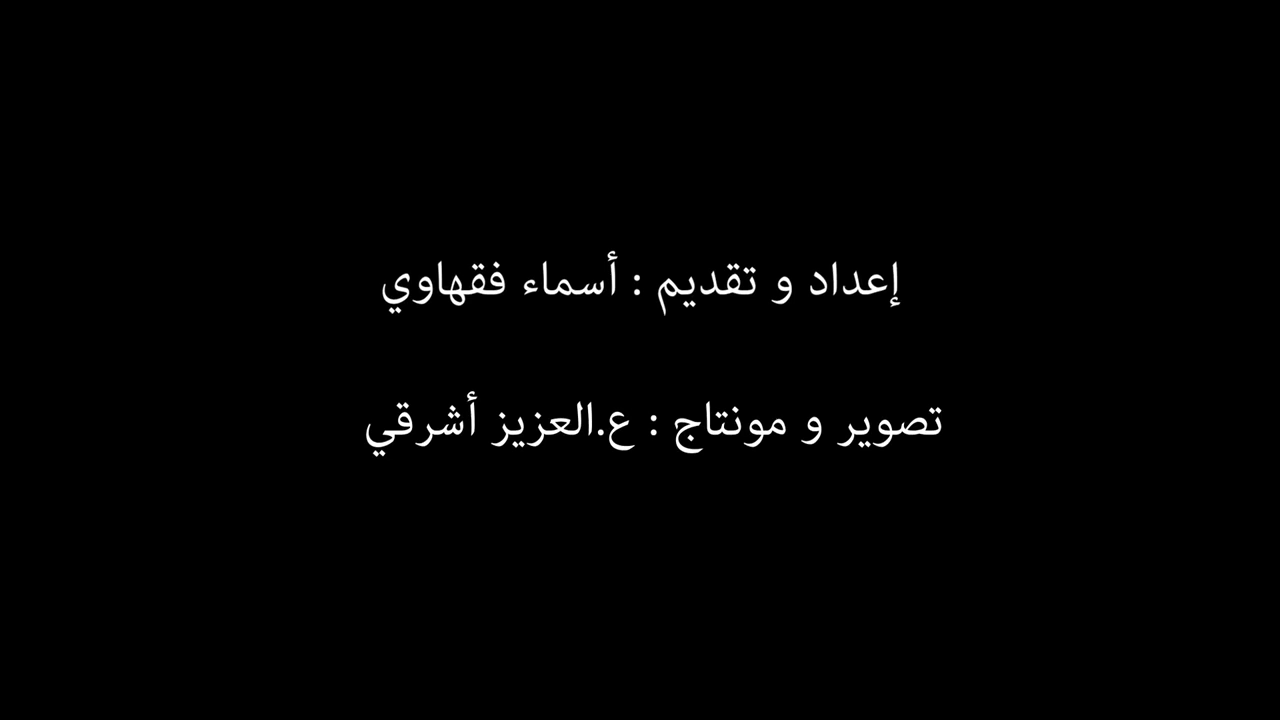 إعداد و تقديم : أسماء فقهاوي
تصوير و مونتاج : ع.العزيز أشرقي